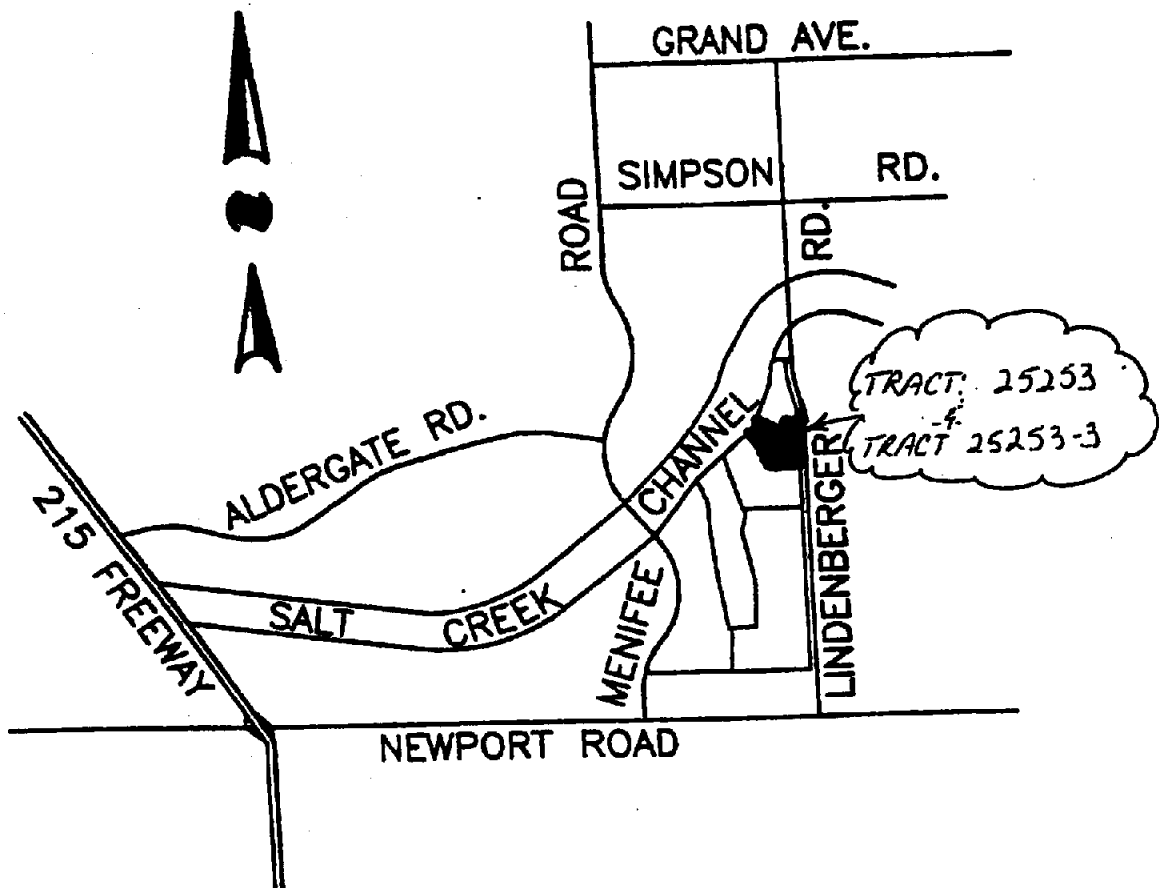 GRAND AVE.
SIMPSON RD.
ROAD
RD.
TRACT: 25253
-&-
TRACT 25253-3
ALDERGATE RD.
CHANNEL
LINDENBERGER
215 FREEWAY
SALT CREEK
MENIFEE
NEWPORT ROAD